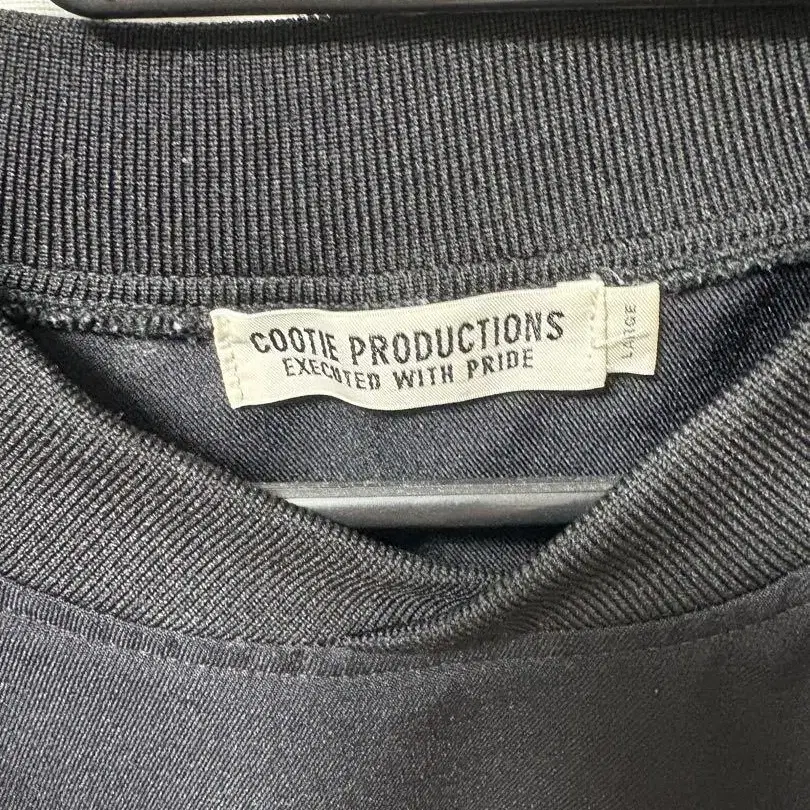 COOTIE PRODUCTIONS
EXECUTED WITH PRIDE
LARGE